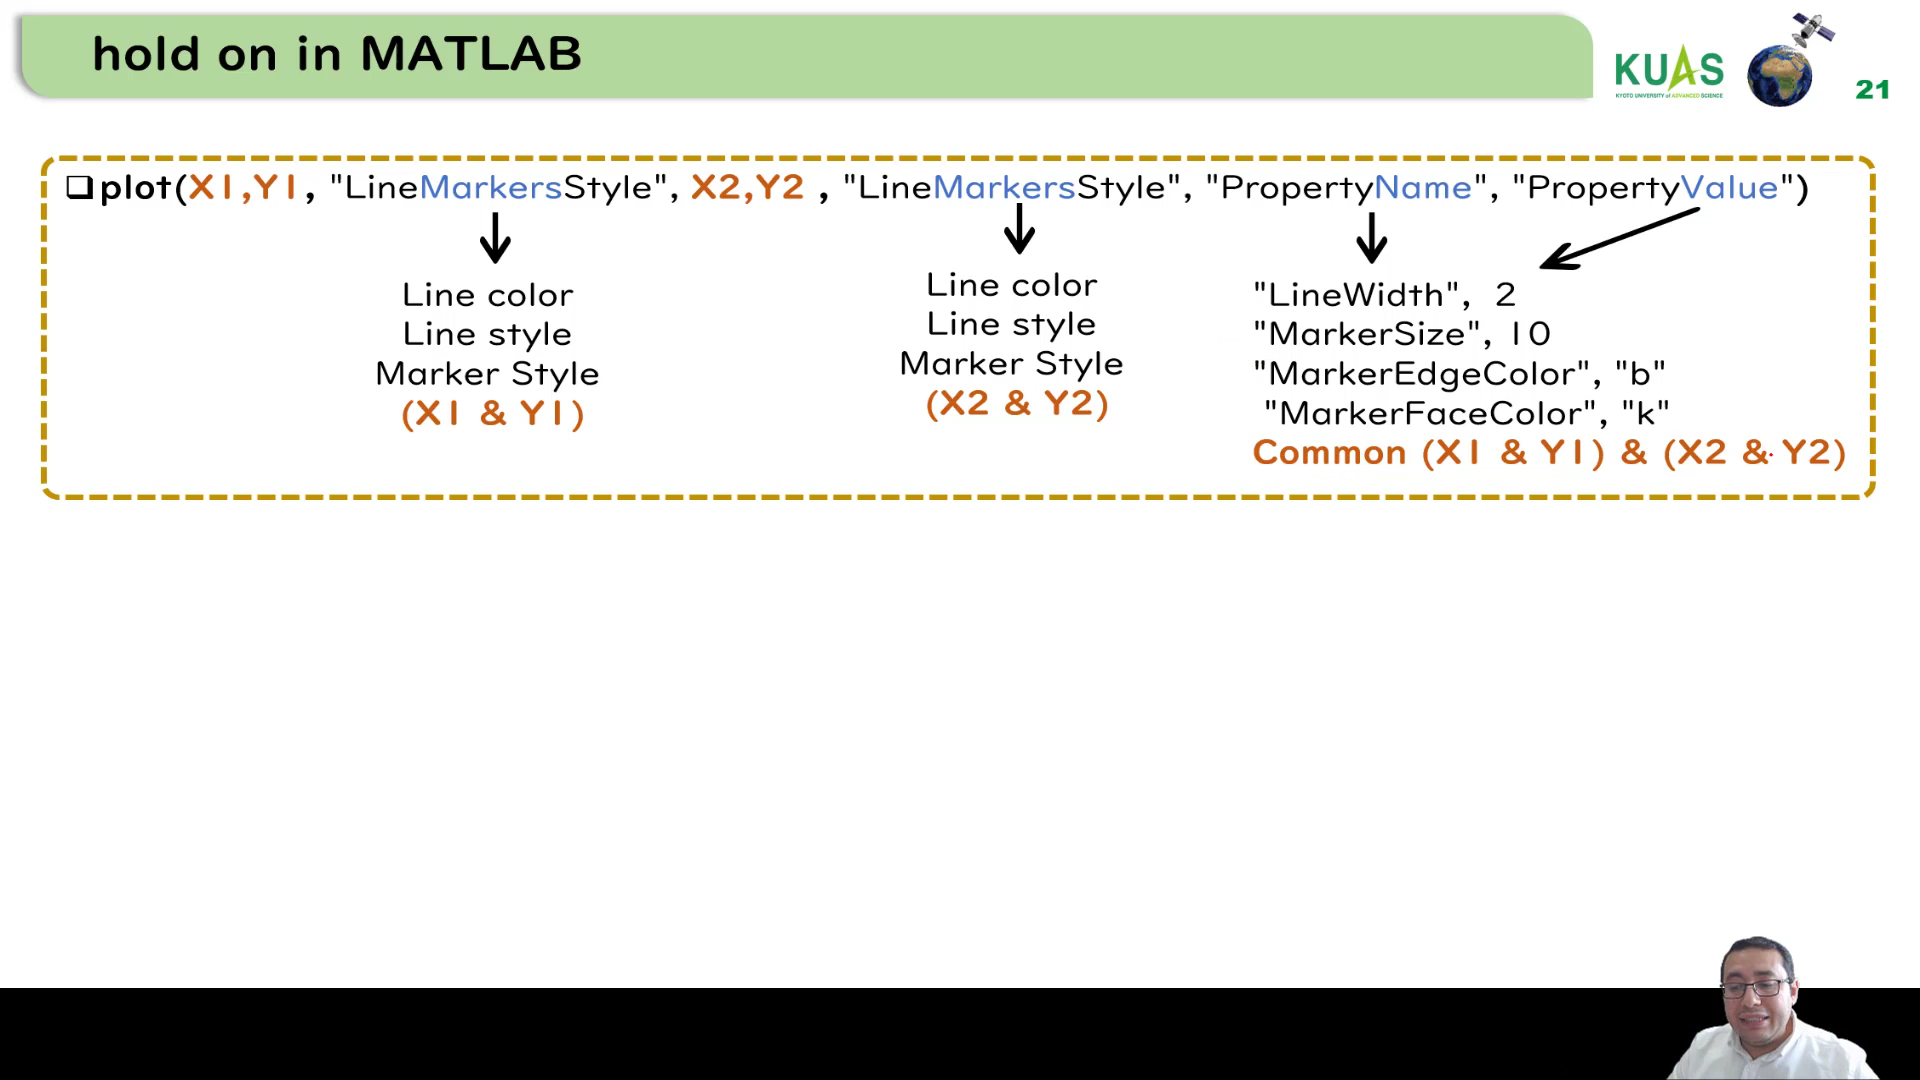 hold on in MATLAB
KUAS
KYOTO UNIVERSITY of ADVANCED SCIENCE
21
❑plot(X1,Y1, "LineMarkersStyle", X2,Y2 , "LineMarkersStyle", "PropertyName", "PropertyValue")
Line color
Line style
Marker Style
(X1 & Y1)
Line color
Line style
Marker Style
(X2 & Y2)
"LineWidth", 2
"MarkerSize", 10
"MarkerEdgeColor", "b"
"MarkerFaceColor", "k"
Common (X1 & Y1) & (X2 & Y2)